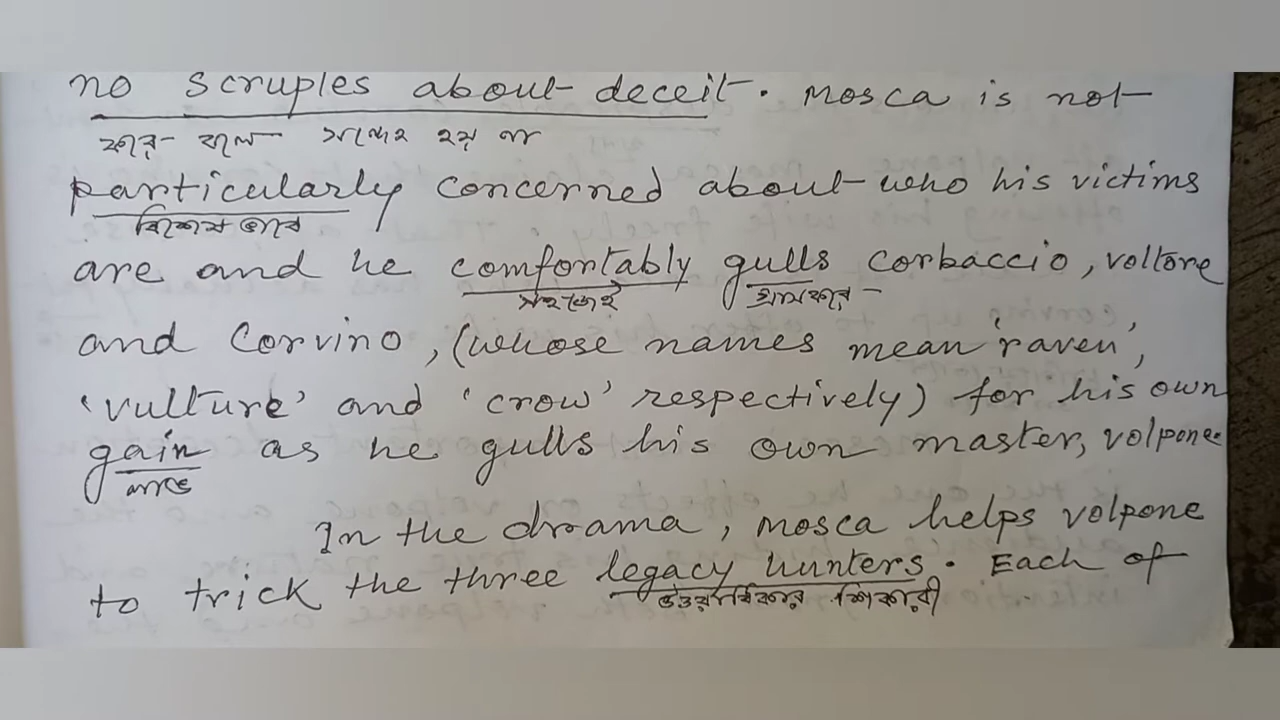 no scruples about deceit. Mosca is not
particularly concerned about who his victims
বিশেষ ভাবে
are and he comfortably gulls corbaccio, voltore
সহজেই
and Corvino, (whose names mean 'raven',
'vulture' and 'crow' respectively) for his own
gain as he gulls his own master, volpone.
In the drama, Mosca helps volpone
to trick the three legacy hunters. Each of
উত্তরাধিকার শিকারী